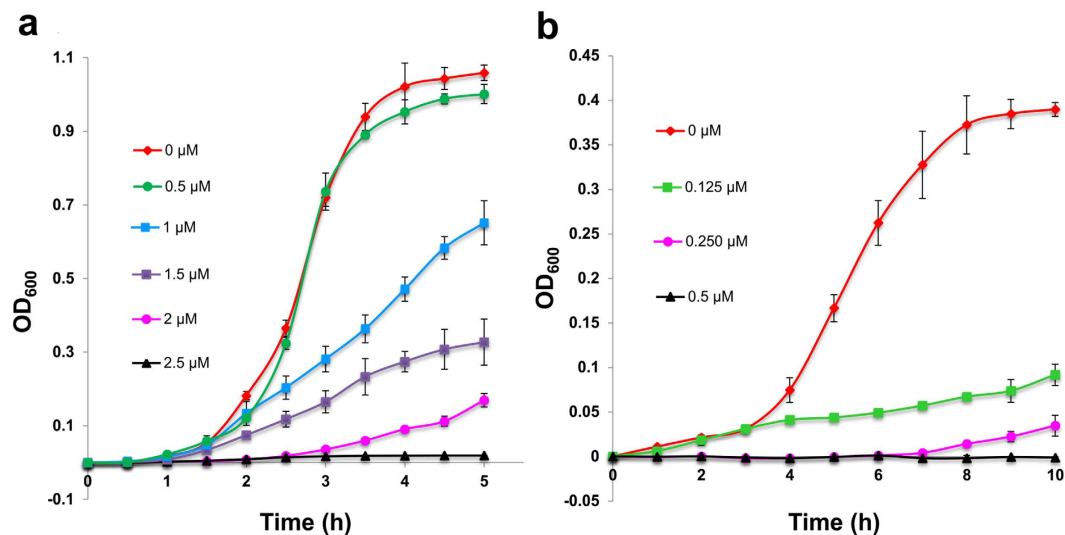 a
1.1
0.9
0.7
0.5
0.3
0.1
-0.1
OD600
0 µM
0.5 µM
1 µM
1.5 µM
2 µM
2.5 µM
0 1 2 3 4 5
Time (h)
b
0.45
0.4
0.35
0.3
0.25
0.2
0.15
0.1
0.05
0
-0.05
OD600
0 µM
0.125 µM
0.250 µM
0.5 µM
0 2 4 6 8 10
Time (h)